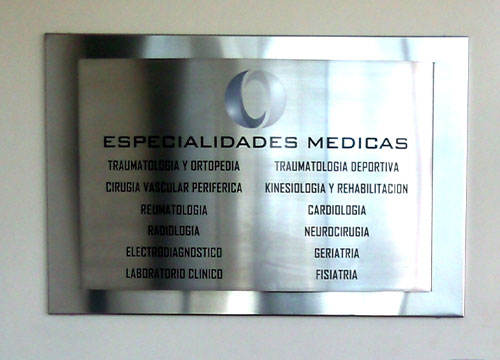 ESPECIALIDADES MEDICAS
TRAUMATOLOGIA Y ORTOPEDIA
CIRUGIA VASCULAR PERIFERICA
REUMATOLOGIA
RADIOLOGIA
ELECTRODIAGNOSTICO
LABORATORIO CLINICO
TRAUMATOLOGIA DEPORTIVA
KINESIOLOGIA Y REHABILITACION
CARDIOLOGIA
NEUROCIRUGIA
GERIATRIA
FISIATRIA